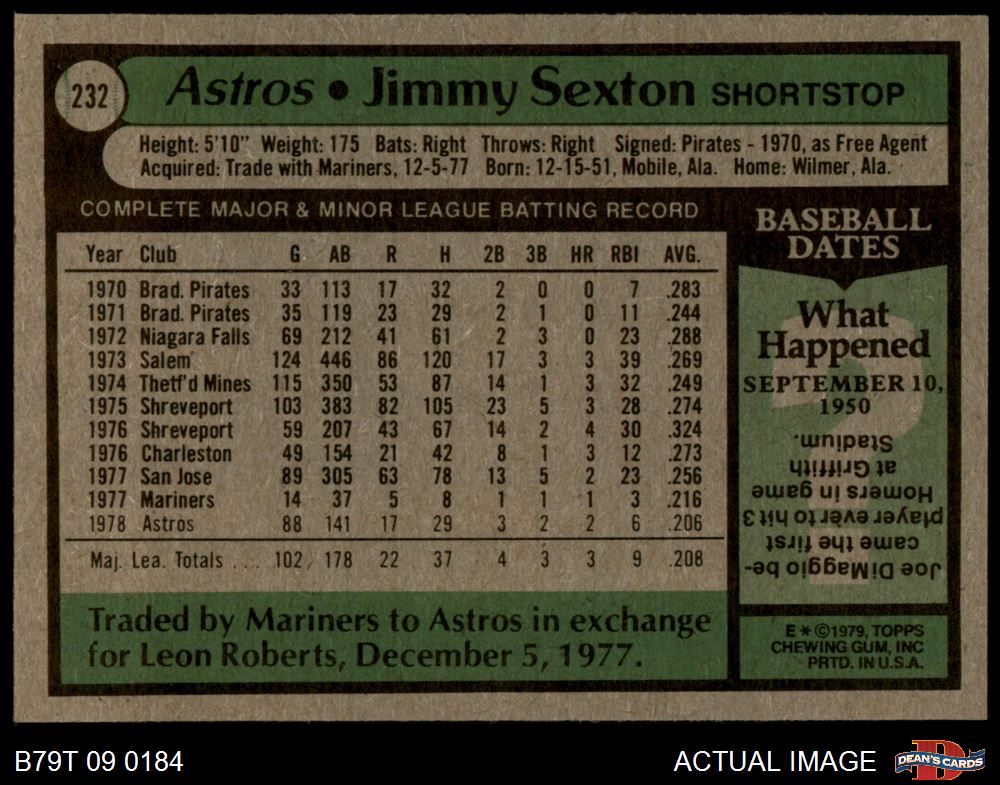 232
Astros • Jimmy Sexton SHORTSTOP
Height: 5'10" Weight: 175 Bats: Right Throws: Right Signed: Pirates - 1970, as Free Agent
Acquired: Trade with Mariners, 12-5-77 Born: 12-15-51, Mobile, Ala. Home: Wilmer, Ala.
COMPLETE MAJOR & MINOR LEAGUE BATTING RECORD
Year Club G AB R H 2B 3B HR RBI AVG.
1970 Brad. Pirates 33 113 17 32 2 0 0 7 .283
1971 Brad. Pirates 35 119 23 29 2 1 0 11 .244
1972 Niagara Falls 69 212 41 61 2 3 0 23 .288
1973 Salem 124 446 86 120 17 3 3 39 .269
1974 Thetf'd Mines 115 350 53 87 14 1 3 32 .249
1975 Shreveport 103 383 82 105 23 5 3 28 .274
1976 Shreveport 59 207 43 67 14 2 4 30 .324
1976 Charleston 49 154 21 42 8 1 3 12 .273
1977 San Jose 89 305 63 78 13 5 2 23 .256
1977 Mariners 14 37 5 8 1 1 1 3 .216
1978 Astros 88 141 17 29 3 2 2 6 .206
Maj. Lea. Totals . . . 102 178 22 37 4 3 3 9 .208
Traded by Mariners to Astros in exchange
for Leon Roberts, December 5, 1977.
BASEBALL
DATES
What
Happened
SEPTEMBER 10,
1950
Joe DiMaggio be-
came the first
player ever to hit 3
Homers in game
at Griffith
Stadium.
E * ©1979, TOPPS
CHEWING GUM, INC
PRTD. IN U.S.A.
B79T 09 0184
ACTUAL IMAGE
D
DEAN'S CARDS